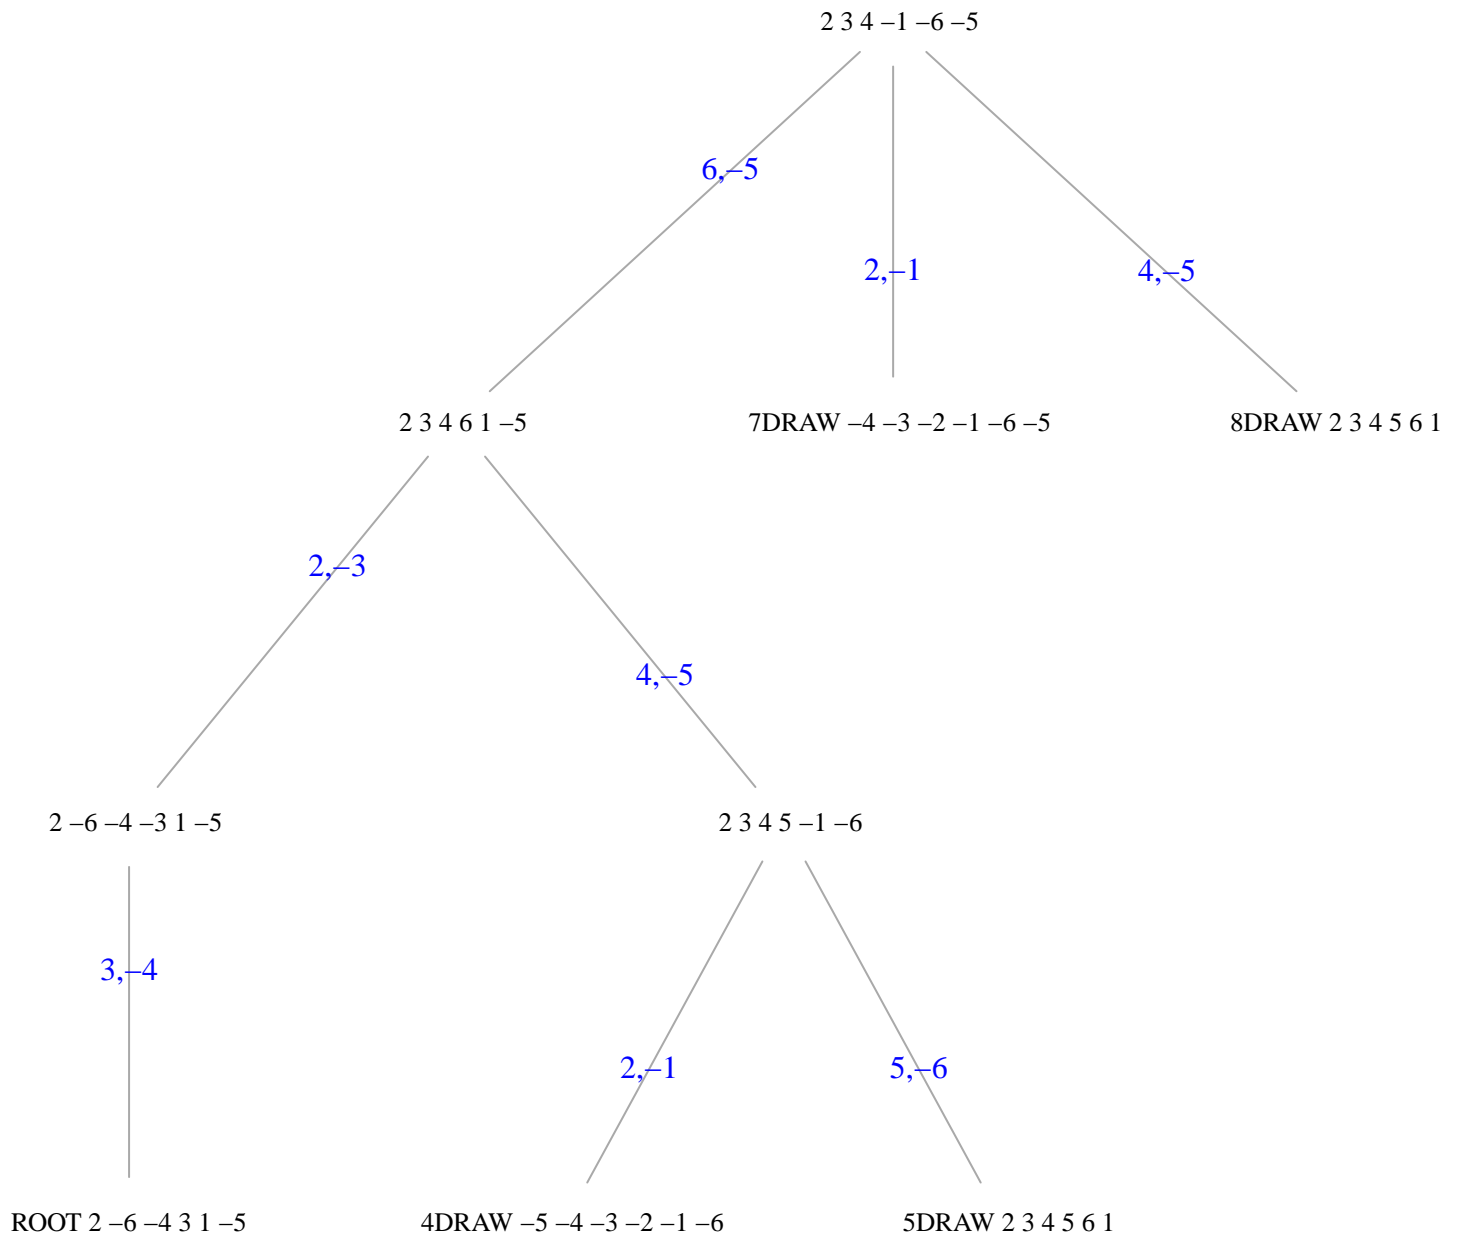 2 3 4 –1 –6 –5
6,–5
2,–1
4,–5
2 3 4 6 1 –5
7DRAW –4 –3 –2 –1 –6 –5
8DRAW 2 3 4 5 6 1
2,–3
4,–5
2 –6 –4 –3 1 –5
2 3 4 5 –1 –6
3,–4
2,–1
5,–6
ROOT 2 –6 –4 3 1 –5
4DRAW –5 –4 –3 –2 –1 –6
5DRAW 2 3 4 5 6 1